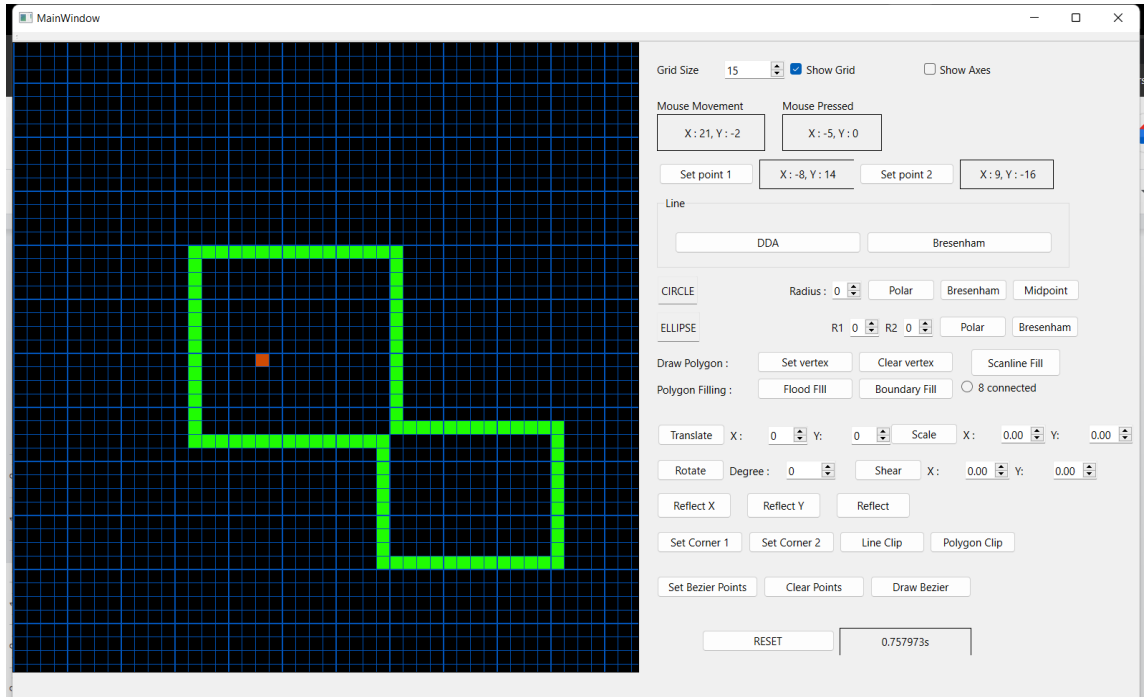 MainWindow
Grid Size 15 Show Grid Show Axes
Mouse Movement Mouse Pressed
X : 21, Y : -2 X : -5, Y : 0
Set point 1 X : -8, Y : 14 Set point 2 X : 9, Y : -16
Line
DDA Bresenham
CIRCLE Radius : 0 Polar Bresenham Midpoint
ELLIPSE R1 0 R2 0 Polar Bresenham
Draw Polygon : Set vertex Clear vertex Scanline Fill
Polygon Filling : Flood FIll Boundary Fill 8 connected
Translate X : 0 Y: 0 Scale X : 0.00 Y: 0.00
Rotate Degree : 0 Shear X : 0.00 Y: 0.00
Reflect X Reflect Y Reflect
Set Corner 1 Set Corner 2 Line Clip Polygon Clip
Set Bezier Points Clear Points Draw Bezier
RESET 0.757973s